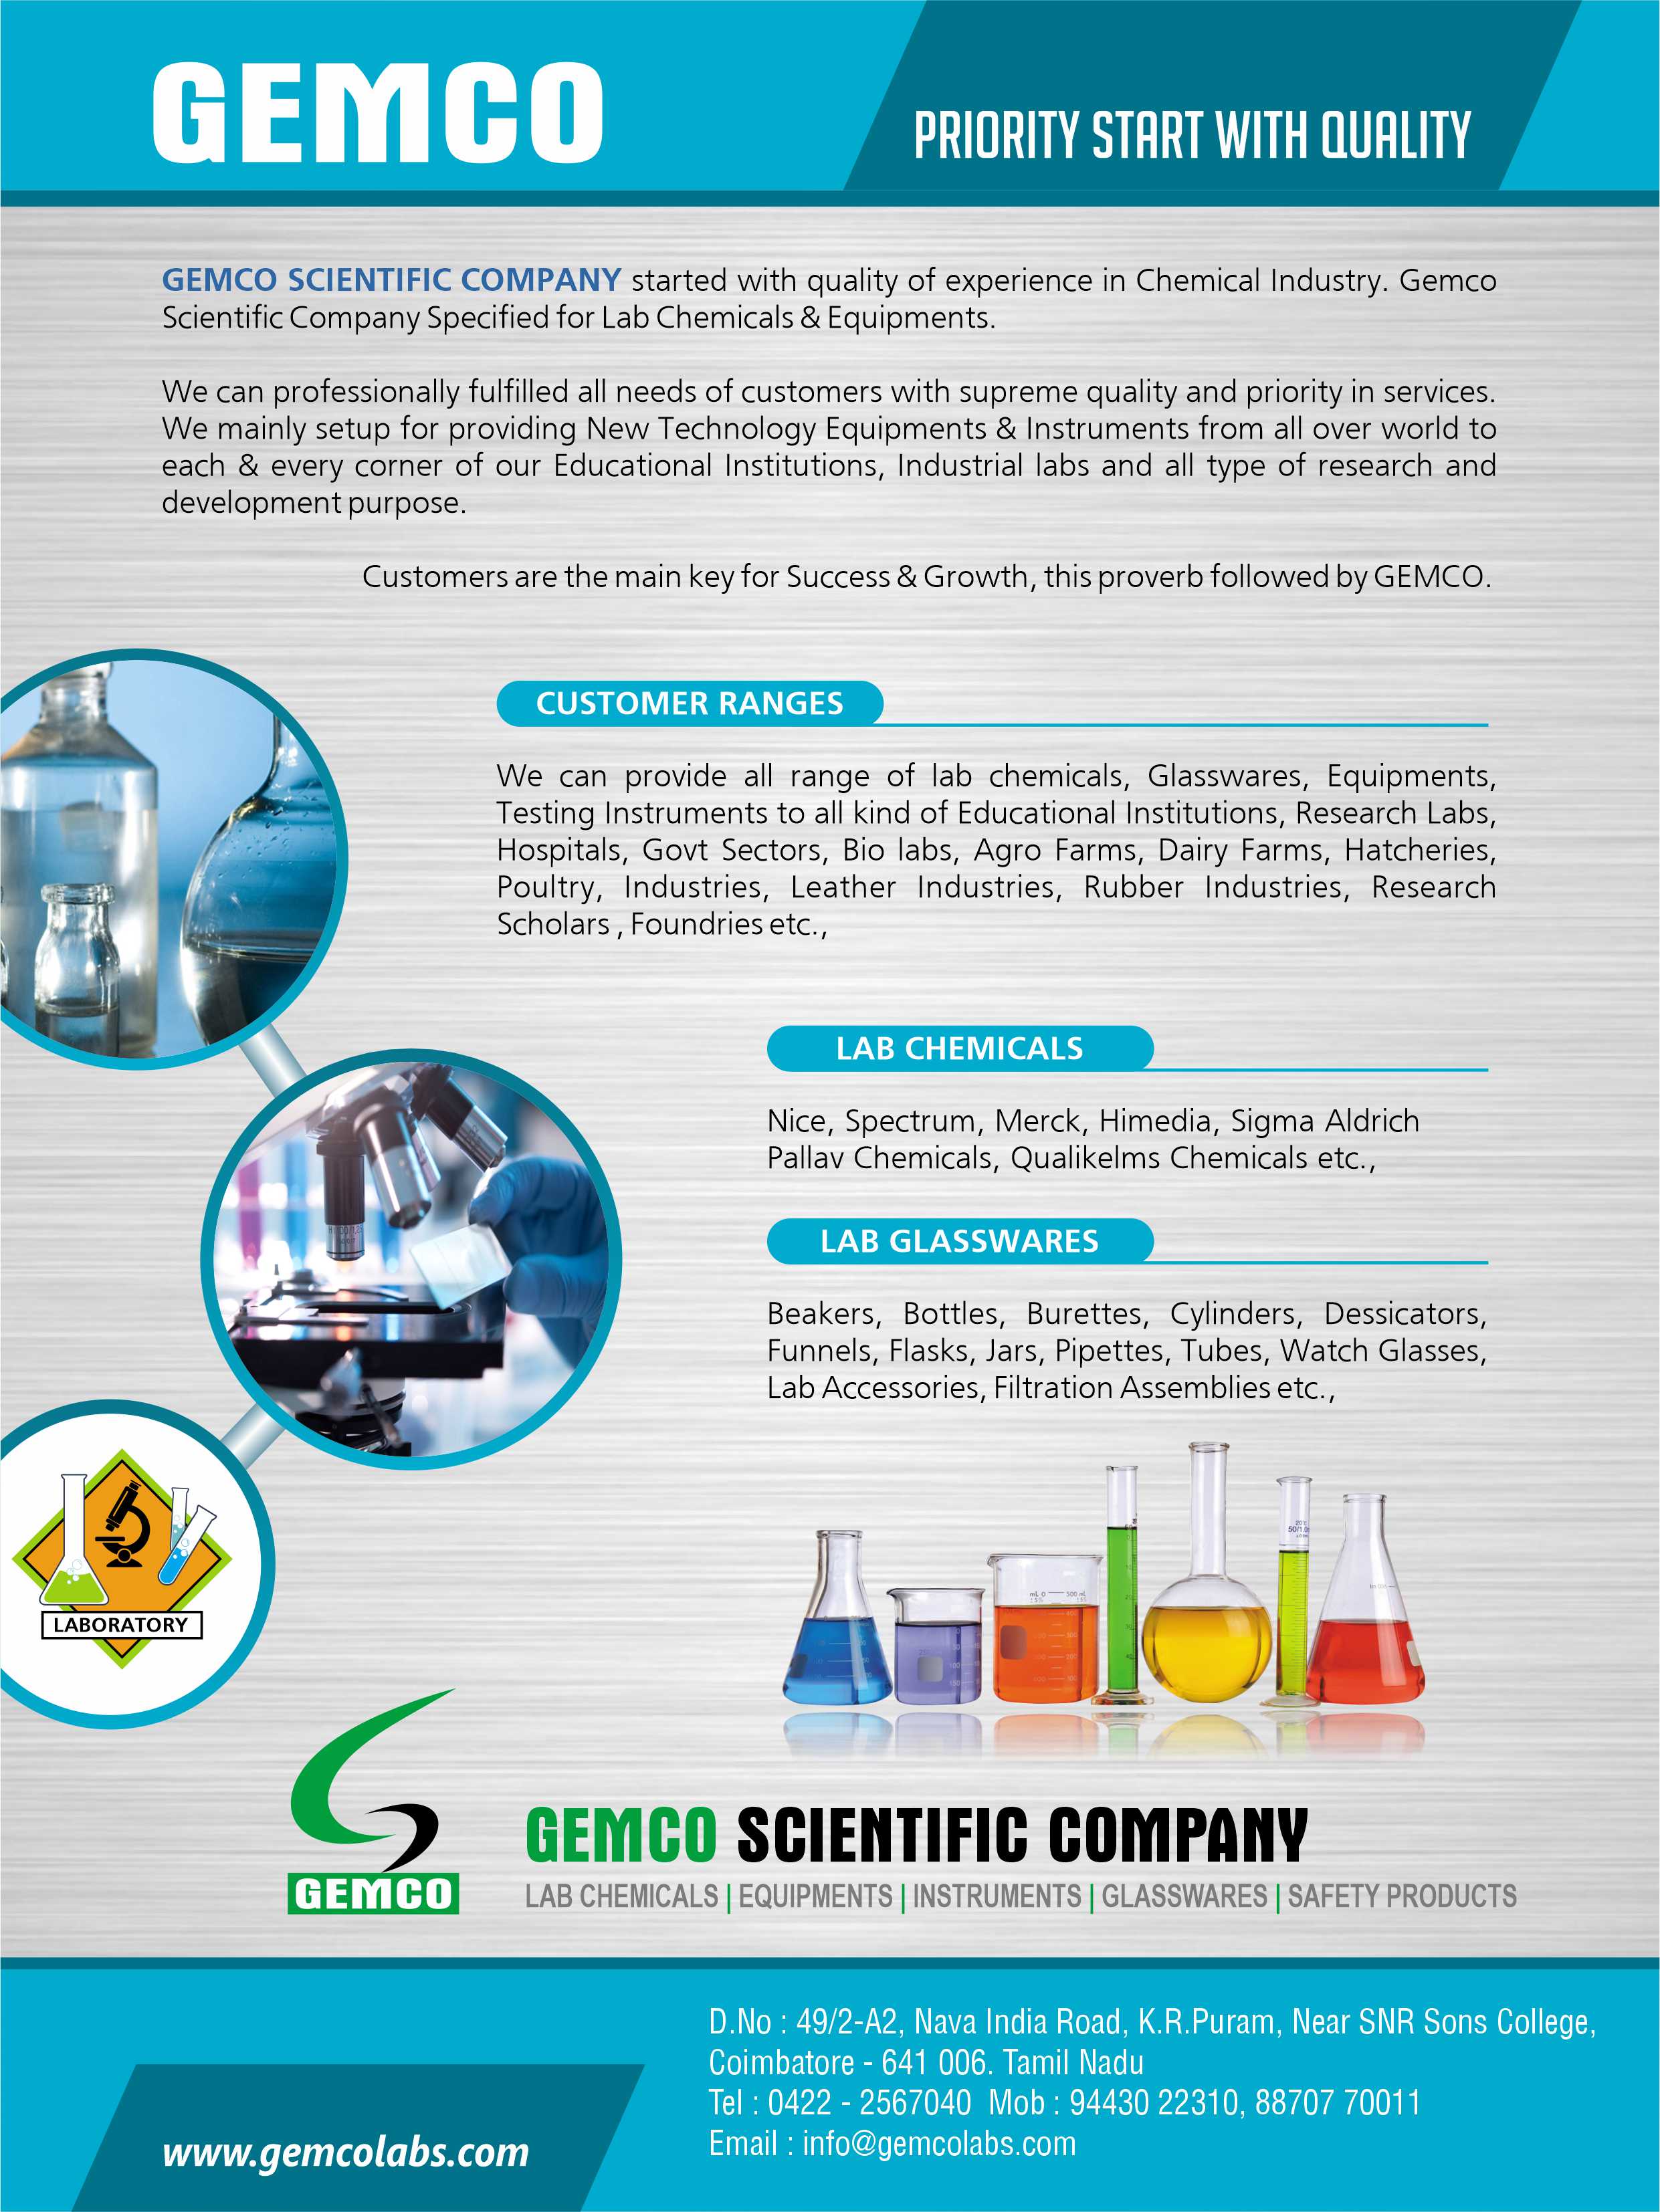 GEMCO
PRIORITY START WITH QUALITY
GEMCO SCIENTIFIC COMPANY started with quality of experience in Chemical Industry. Gemco
Scientific Company Specified for Lab Chemicals & Equipments.
We can professionally fulfilled all needs of customers with supreme quality and priority in services.
We mainly setup for providing New Technology Equipments & Instruments from all over world to
each & every corner of our Educational Institutions, Industrial labs and all type of research and
development purpose.
Customers are the main key for Success & Growth, this proverb followed by GEMCO.
CUSTOMER RANGES
We can provide all range of lab chemicals, Glasswares, Equipments,
Testing Instruments to all kind of Educational Institutions, Research Labs,
Hospitals, Govt Sectors, Bio labs, Agro Farms, Dairy Farms, Hatcheries,
Poultry, Industries, Leather Industries, Rubber Industries, Research
Scholars , Foundries etc.,
LAB CHEMICALS
Nice, Spectrum, Merck, Himedia, Sigma Aldrich
Pallav Chemicals, Qualikelms Chemicals etc.,
LAB GLASSWARES
Beakers, Bottles, Burettes, Cylinders, Dessicators,
Funnels, Flasks, Jars, Pipettes, Tubes, Watch Glasses,
Lab Accessories, Filtration Assemblies etc.,
LABORATORY
GEMCO
GEMCO SCIENTIFIC COMPANY
LAB CHEMICALS | EQUIPMENTS | INSTRUMENTS | GLASSWARES | SAFETY PRODUCTS
D.No : 49/2-A2, Nava India Road, K.R.Puram, Near SNR Sons College,
Coimbatore - 641 006. Tamil Nadu
Tel : 0422 - 2567040 Mob : 94430 22310, 88707 70011
Email : info@gemcolabs.com
www.gemcolabs.com